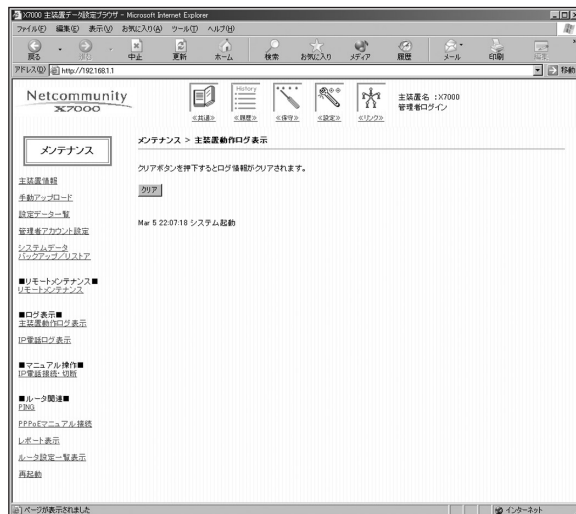 X7000 主装置データ設定ブラウザ - Microsoft Internet Explorer
ファイル(F) 編集(E) 表示(V) お気に入り(A) ツール(T) ヘルプ(H)
戻る 中止 更新 ホーム 検索 お気に入り メディア 履歴 メール 印刷 編集
アドレス(D) http://192.168.1.1 移動
Netcommunity
X7000
History
≪共通≫ ≪履歴≫ ≪保守≫ ≪設定≫ ≪リンク≫
主装置名 :X7000
管理者ログイン
メンテナンス
メンテナンス > 主装置動作ログ表示
クリアボタンを押下するとログ情報がクリアされます。
クリア
Mar 5 22:07:18 システム起動
主装置情報
手動アップロード
設定データ一覧
管理者アカウント設定
システムデータ
バックアップ/リストア
■リモートメンテナンス■
リモートメンテナンス
■ログ表示■
主装置動作ログ表示
IP電話ログ表示
■マニュアル操作■
IP電話接続・切断
■ルータ関連■
PING
PPPoEマニュアル接続
レポート表示
ルータ設定一覧表示
再起動
ページが表示されました
インターネット